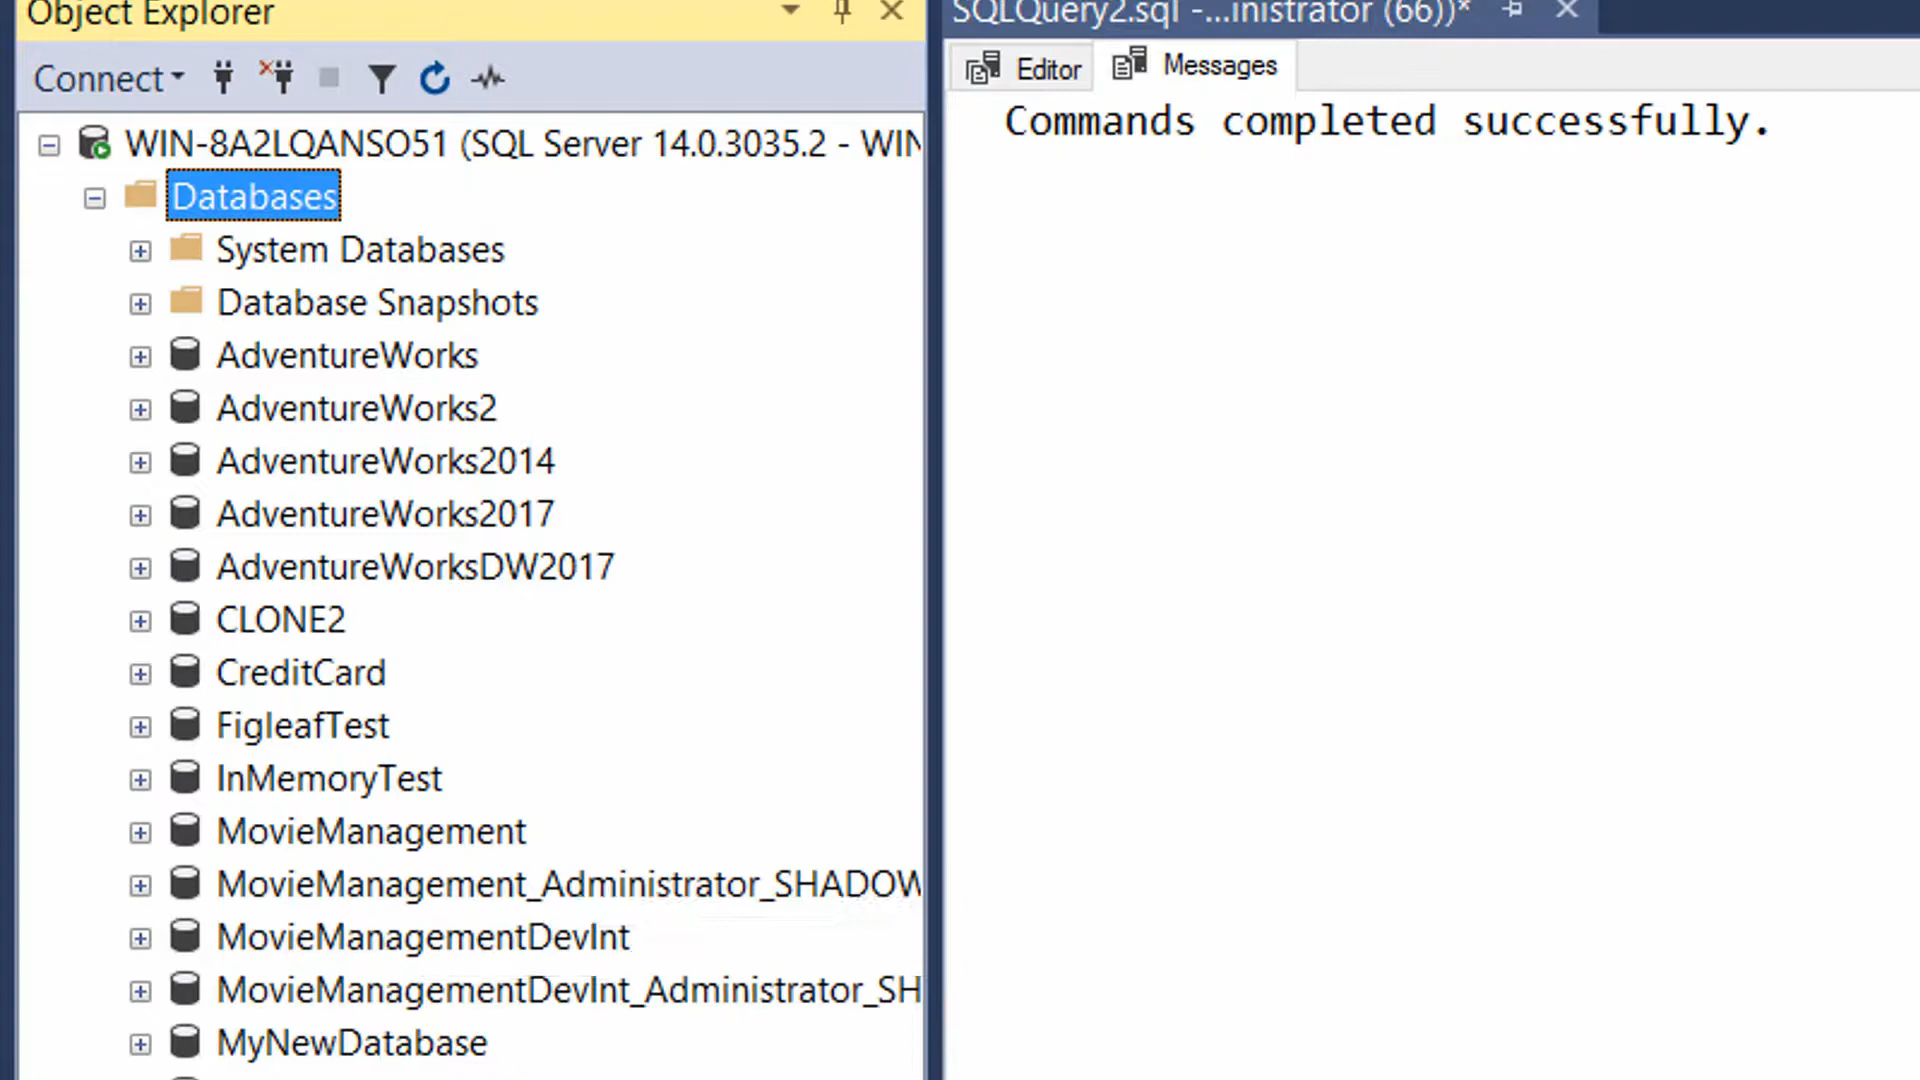 Object Explorer
Connect
WIN-8A2LQANSO51 (SQL Server 14.0.3035.2 - WIN
Databases
System Databases
Database Snapshots
AdventureWorks
AdventureWorks2
AdventureWorks2014
AdventureWorks2017
AdventureWorksDW2017
CLONE2
CreditCard
FigleafTest
InMemoryTest
MovieManagement
MovieManagement_Administrator_SHADOW
MovieManagementDevInt
MovieManagementDevInt_Administrator_SH
MyNewDatabase
SQLQuery2.sql -...inistrator (66))*
Editor
Messages
Commands completed successfully.